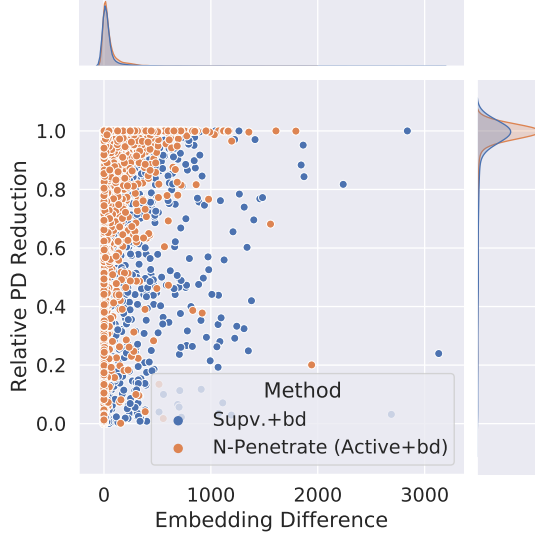 1.0
0.8
0.6
0.4
0.2
0.0
Relative PD Reduction
Method
Supv.+bd
N-Penetrate (Active+bd)
0 1000 2000 3000
Embedding Difference